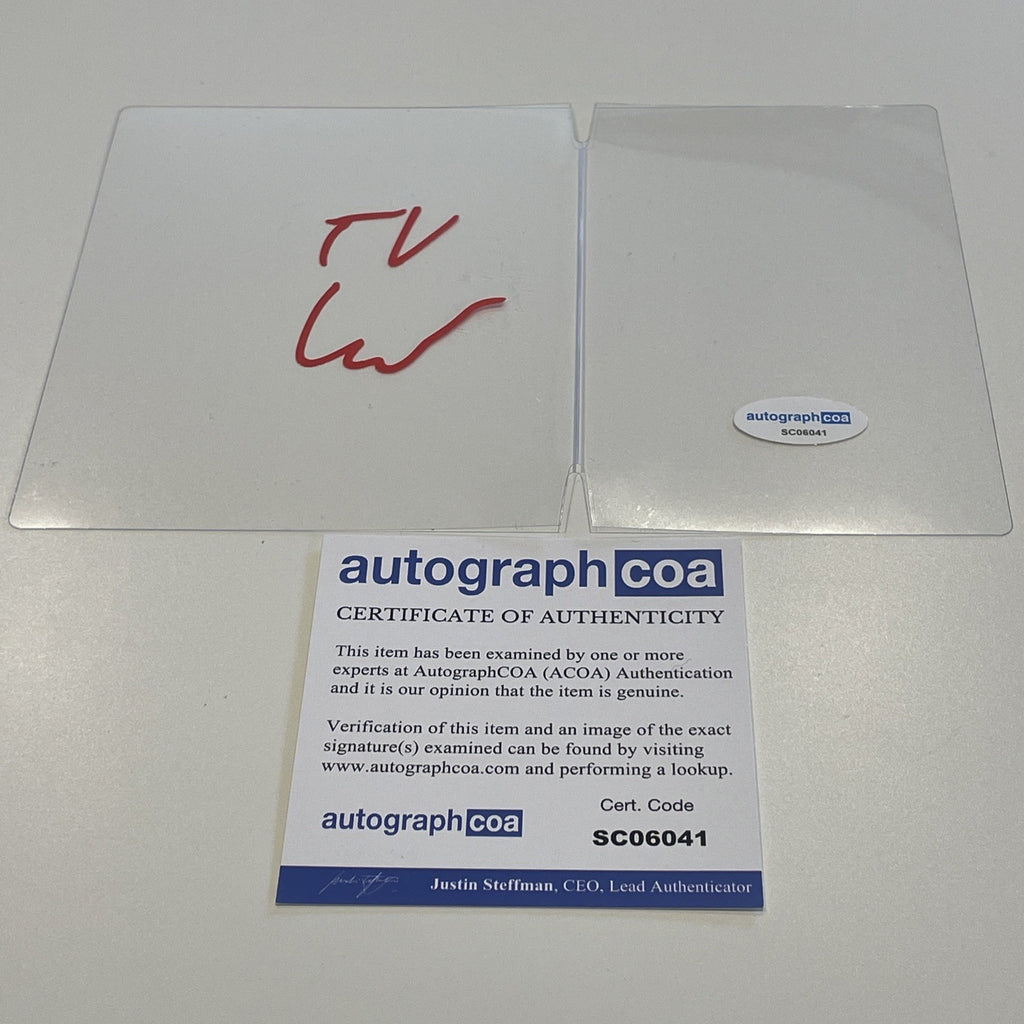 TV
autographcoa
SC06041
autographcoa
CERTIFICATE OF AUTHENTICITY
This item has been examined by one or more
experts at AutographCOA (ACOA) Authentication
and it is our opinion that the item is genuine.
Verification of this item and an image of the exact
signature(s) examined can be found by visiting
www.autographcoa.com and performing a lookup.
Cert. Code
autographcoa
SC06041
Justin Steffman, CEO, Lead Authenticator